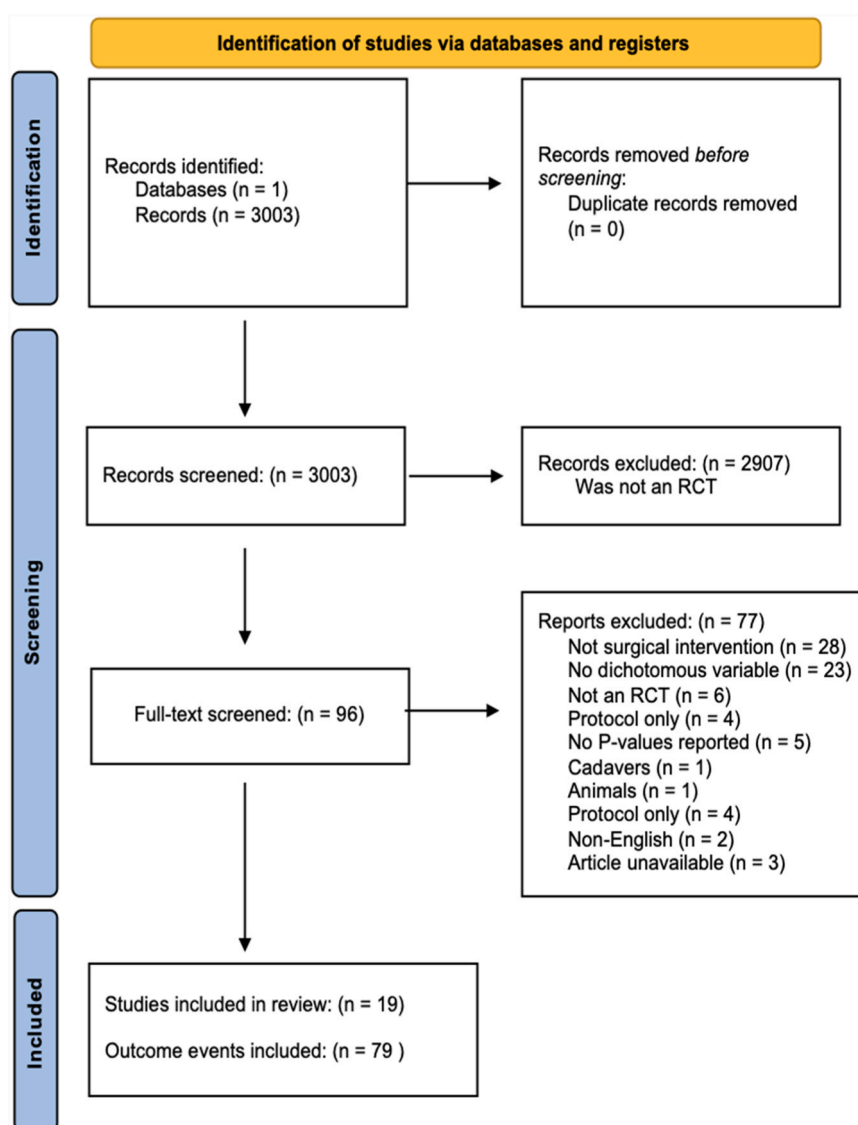 Identification of studies via databases and registers
Identification
Records identified:
Databases (n = 1)
Records (n = 3003)
Records removed before
screening:
Duplicate records removed
(n = 0)
Screening
Records screened: (n = 3003)
Records excluded: (n = 2907)
Was not an RCT
Full-text screened: (n = 96)
Reports excluded: (n = 77)
Not surgical intervention (n = 28)
No dichotomous variable (n = 23)
Not an RCT (n = 6)
Protocol only (n = 4)
No P-values reported (n = 5)
Cadavers (n = 1)
Animals (n = 1)
Protocol only (n = 4)
Non-English (n = 2)
Article unavailable (n = 3)
Included
Studies included in review: (n = 19)
Outcome events included: (n = 79 )